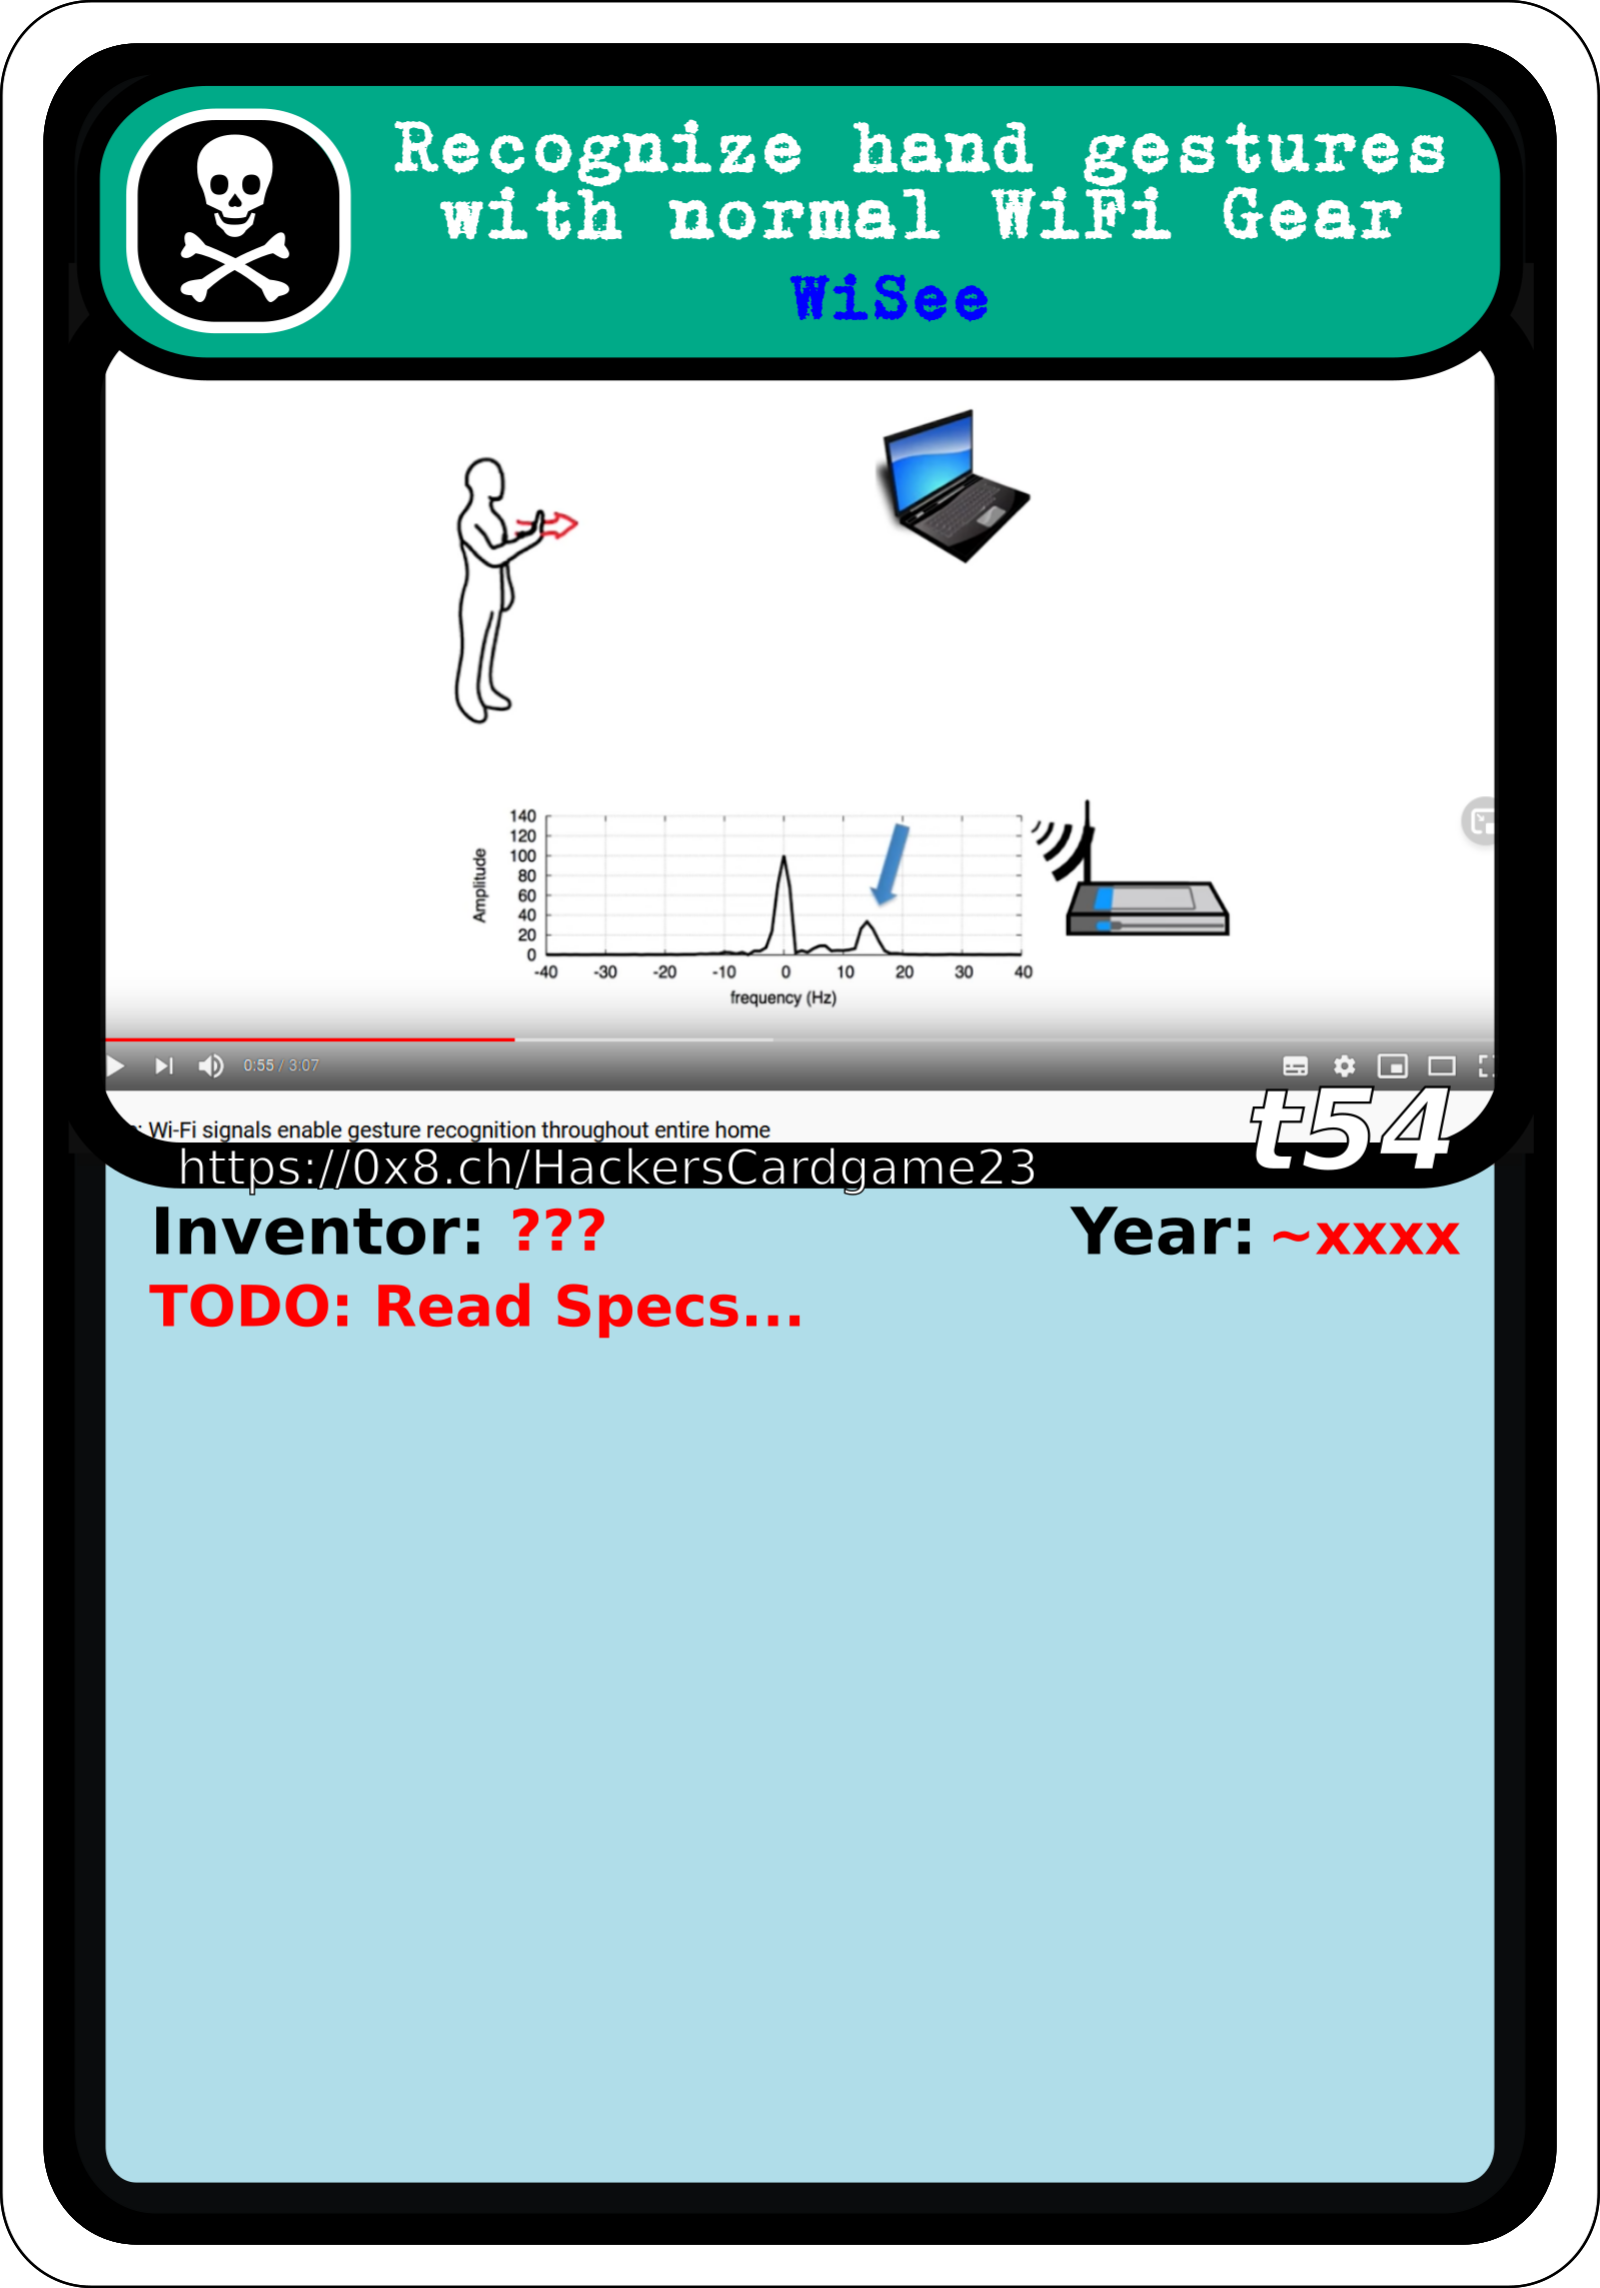 Recognize hand gestures
with normal WiFi Gear
WiSee
140
120
100
80
60
40
20
0
Amplitude
-40 -30 -20 -10 0 10 20 30 40
frequency (Hz)
0:55 / 3:07
: Wi-Fi signals enable gesture recognition throughout entire home
t54
https://0x8.ch/HackersCardgame23
Inventor: ??? Year: ~xxxx
TODO: Read Specs...